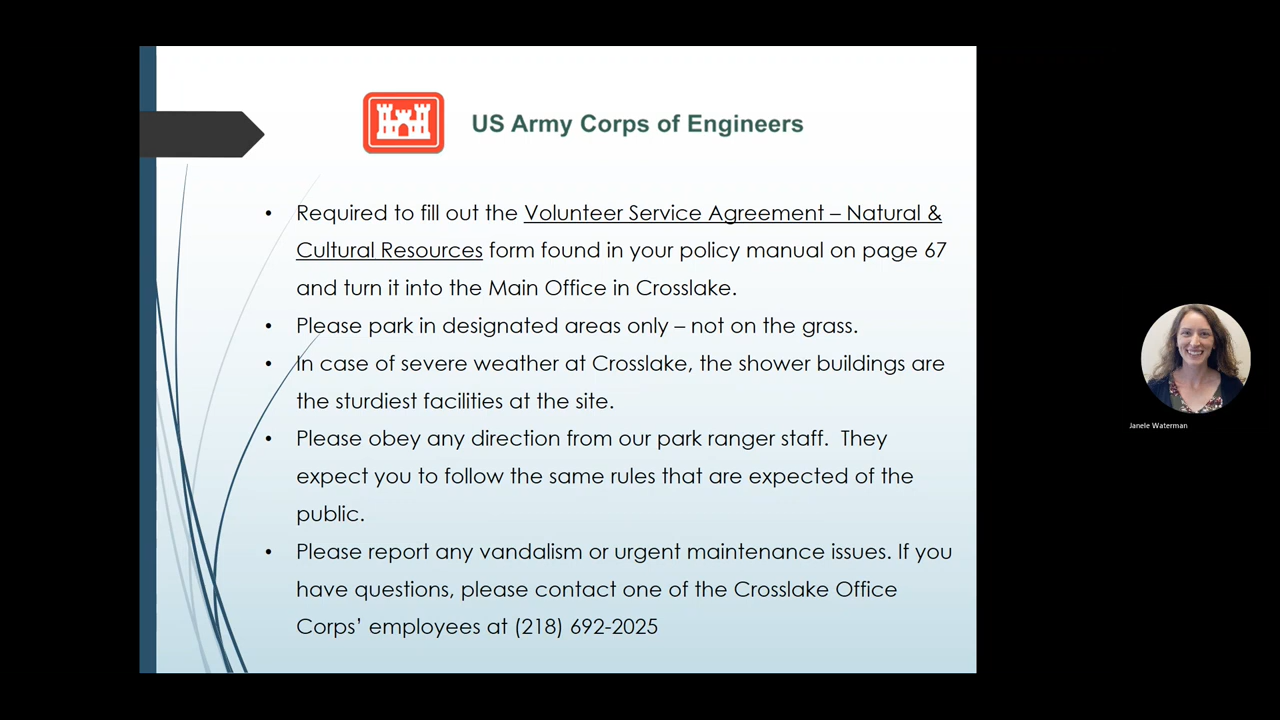 US Army Corps of Engineers
• Required to fill out the Volunteer Service Agreement – Natural &
Cultural Resources form found in your policy manual on page 67
and turn it into the Main Office in Crosslake.
• Please park in designated areas only – not on the grass.
• In case of severe weather at Crosslake, the shower buildings are
the sturdiest facilities at the site.
• Please obey any direction from our park ranger staff.  They
expect you to follow the same rules that are expected of the
public.
• Please report any vandalism or urgent maintenance issues. If you
have questions, please contact one of the Crosslake Office
Corps’ employees at (218) 692-2025
Janele Waterman